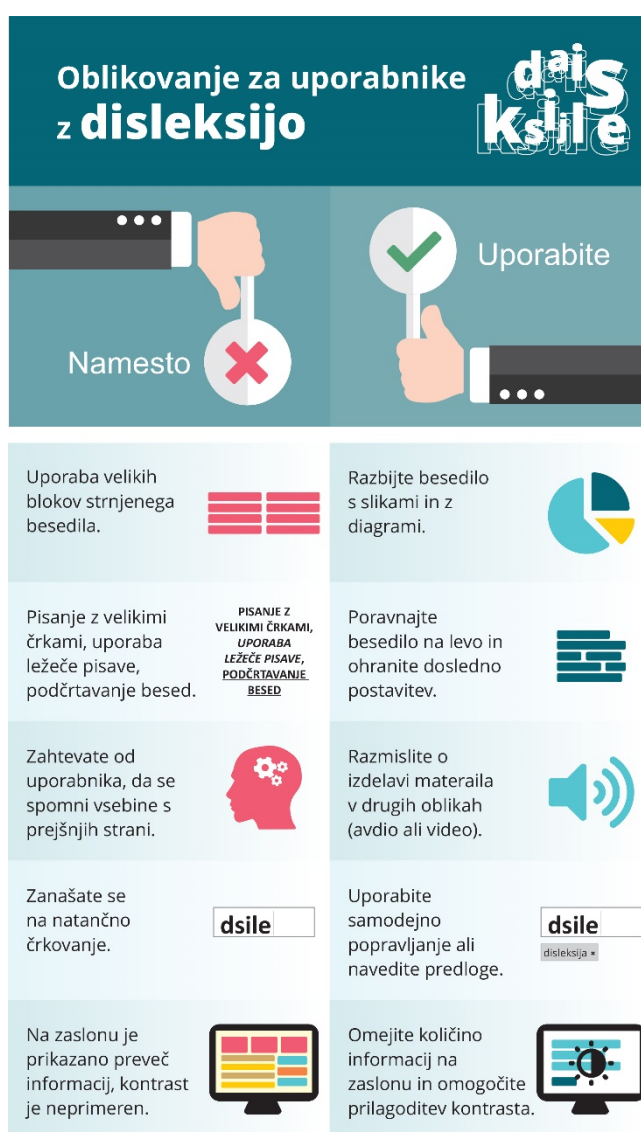 Oblikovanje za uporabnike
z disleksijo
Namesto
Uporabite
Uporaba velikih
blokov strnjenega
besedila.
Razbijte besedilo
s slikami in z
diagrami.
Pisanje z velikimi
črkami, uporaba
ležeče pisave,
podčrtavanje besed.
PISANJE Z
VELIKIMI ČRKAMI,
UPORABA
LEŽEČE PISAVE,
PODČRTAVANJE
BESED
Poravnajte
besedilo na levo in
ohranite dosledno
postavitev.
Zahtevate od
uporabnika, da se
spomni vsebine s
prejšnjih strani.
Razmislite o
izdelavi materaila
v drugih oblikah
(avdio ali video).
Zanašate se
na natančno
črkovanje.
dsile
Uporabite
samodejno
popravljanje ali
navedite predloge.
dsile
disleksija
Na zaslonu je
prikazano preveč
informacij, kontrast
je neprimeren.
Omejite količino
informacij na
zaslonu in omogočite
prilagoditev kontrasta.